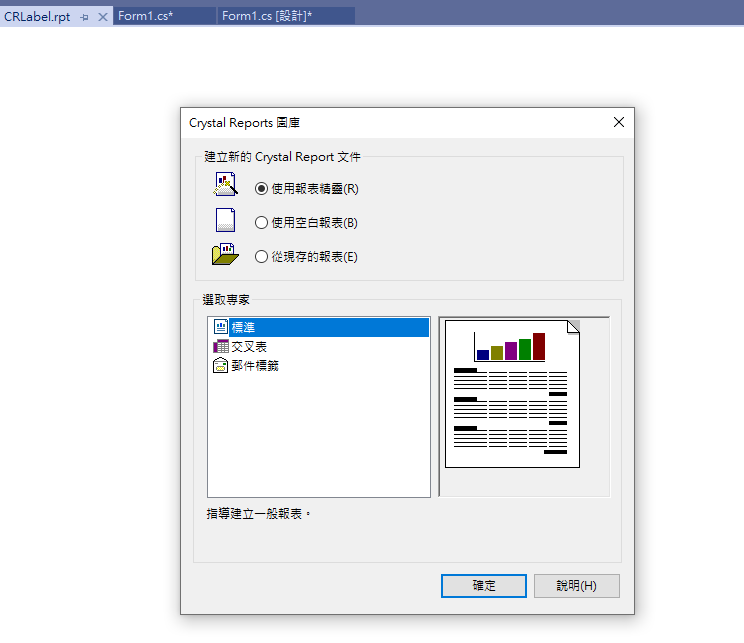 CRLabel.rpt Form1.cs* Form1.cs [設計]*
Crystal Reports 圖庫
建立新的 Crystal Report 文件
使用報表精靈(R)
使用空白報表(B)
從現存的報表(E)
選取專家
標準
交叉表
郵件標籤
指導建立一般報表。
確定 說明(H)